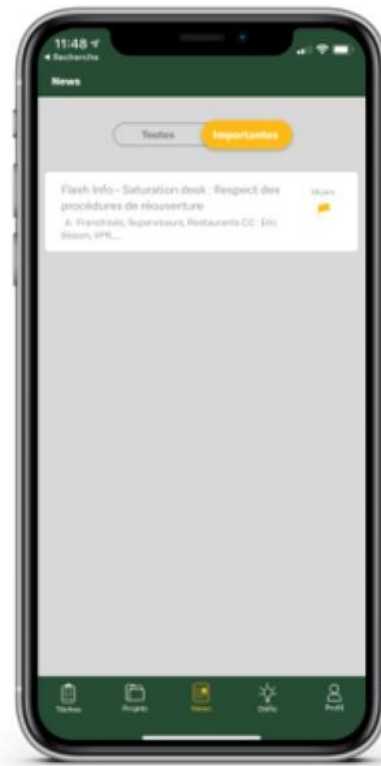 11:48
Recherche
News
Toutes
Importantes
Flash Info - Saturation desk : Respect des
procédures de réouverture
A : Franchisés, Superviseurs, Restaurants CC : Eric
VPR...
Tâches
Projets
News
Défis
Profil